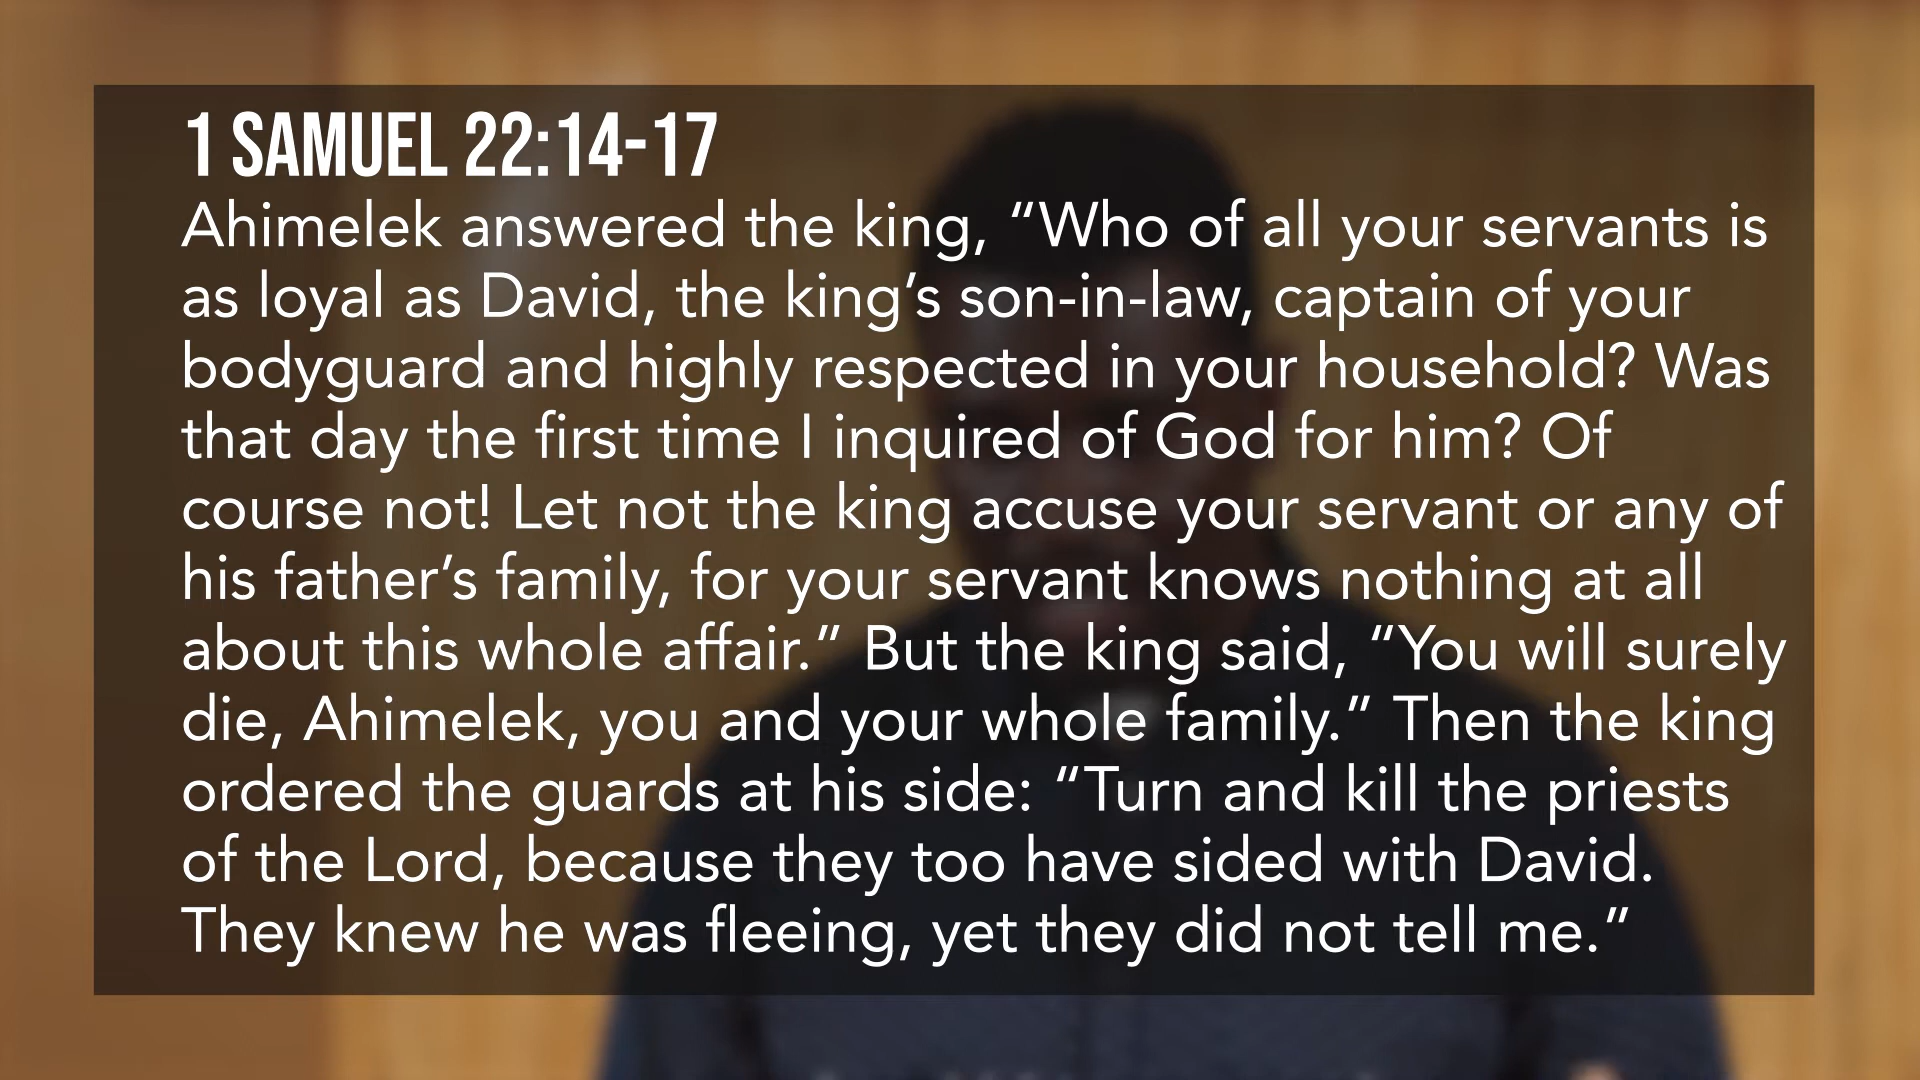 1 SAMUEL 22:14-17
Ahimelek answered the king, “Who of all your servants is
as loyal as David, the king’s son-in-law, captain of your
bodyguard and highly respected in your household? Was
that day the first time I inquired of God for him? Of
course not! Let not the king accuse your servant or any of
his father’s family, for your servant knows nothing at all
about this whole affair.” But the king said, “You will surely
die, Ahimelek, you and your whole family.” Then the king
ordered the guards at his side: “Turn and kill the priests
of the Lord, because they too have sided with David.
They knew he was fleeing, yet they did not tell me.”